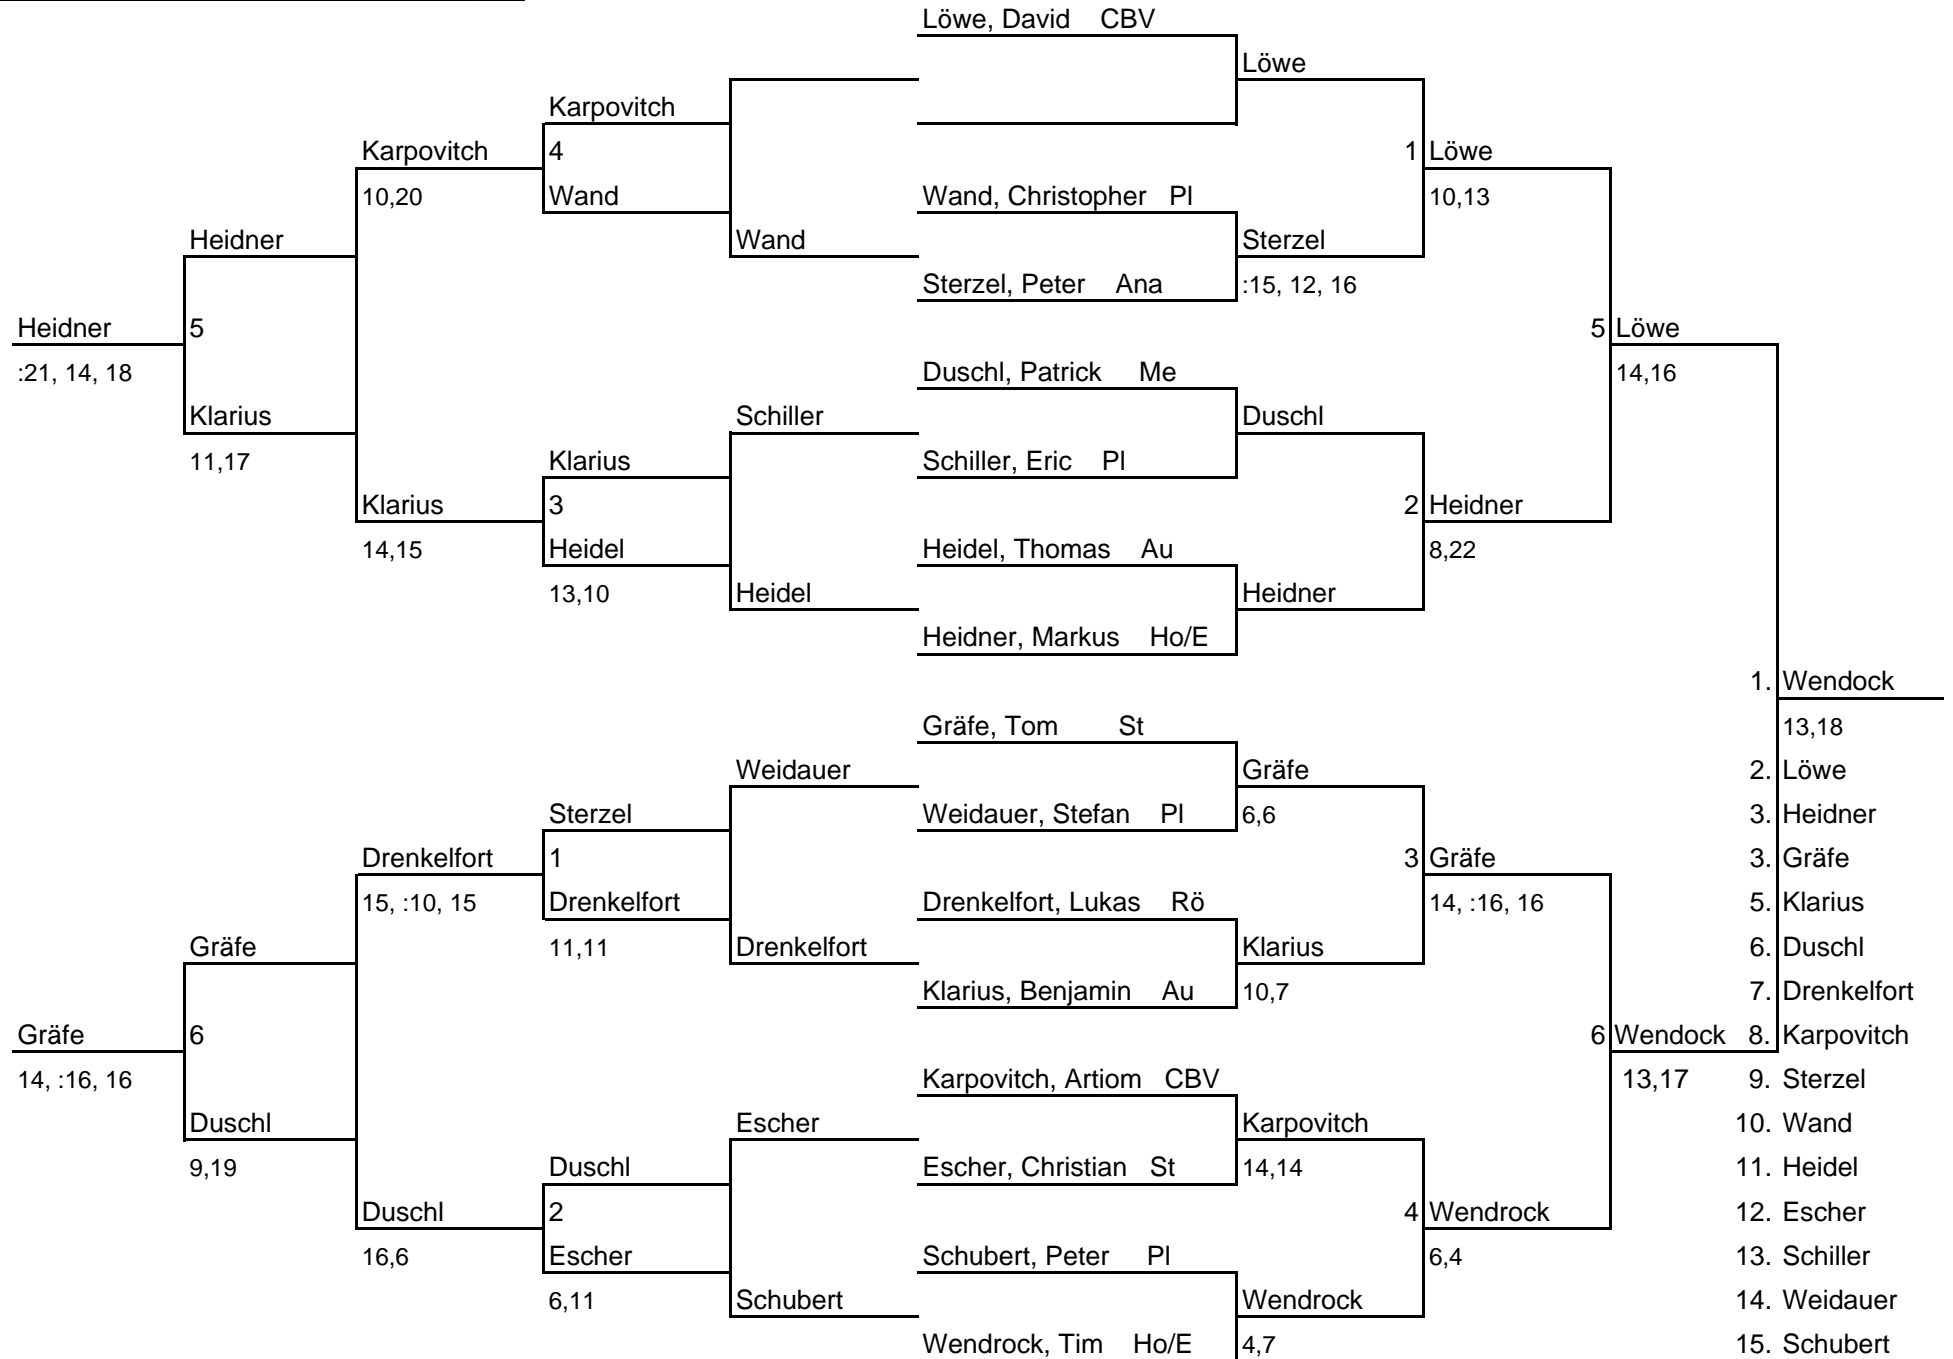 Löwe, David CBV
Löwe
Karpovitch
Karpovitch 4 1 Löwe
10,20 Wand Wand, Christopher Pl 10,13
Heidner Wand Sterzel
Sterzel, Peter Ana :15, 12, 16
Heidner 5 5 Löwe
:21, 14, 18 Duschl, Patrick Me 14,16
Klarius Schiller Duschl
11,17 Klarius Schiller, Eric Pl
Klarius 3 2 Heidner
14,15 Heidel Heidel, Thomas Au 8,22
13,10 Heidel Heidner
Heidner, Markus Ho/E
1. Wendock
Gräfe, Tom St 13,18
Weidauer Gräfe 2. Löwe
Sterzel Weidauer, Stefan Pl 6,6 3. Heidner
Drenkelfort 1 3 Gräfe 3. Gräfe
15, :10, 15 Drenkelfort Drenkelfort, Lukas Rö 14, :16, 16 5. Klarius
Gräfe 11,11 Drenkelfort Klarius 6. Duschl
Klarius, Benjamin Au 10,7 7. Drenkelfort
Gräfe 6 6 Wendock 8. Karpovitch
14, :16, 16 Karpovitch, Artiom CBV 13,17 9. Sterzel
Duschl Escher Karpovitch 10. Wand
9,19 Duschl Escher, Christian St 14,14 11. Heidel
Duschl 2 4 Wendrock 12. Escher
16,6 Escher Schubert, Peter Pl 6,4 13. Schiller
6,11 Schubert Wendrock 14. Weidauer
Wendrock, Tim Ho/E 4,7 15. Schubert